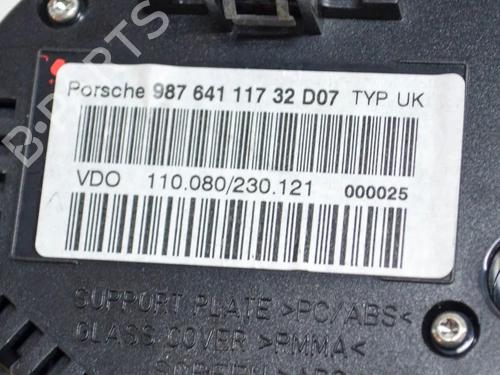 B-PARTS
Porsche 987 641 117 32 D07 TYP UK
VDO 110.080/230.121 000025
SUPPORT PLATE >PC/ABS<
GLASS COVER >PMMA<